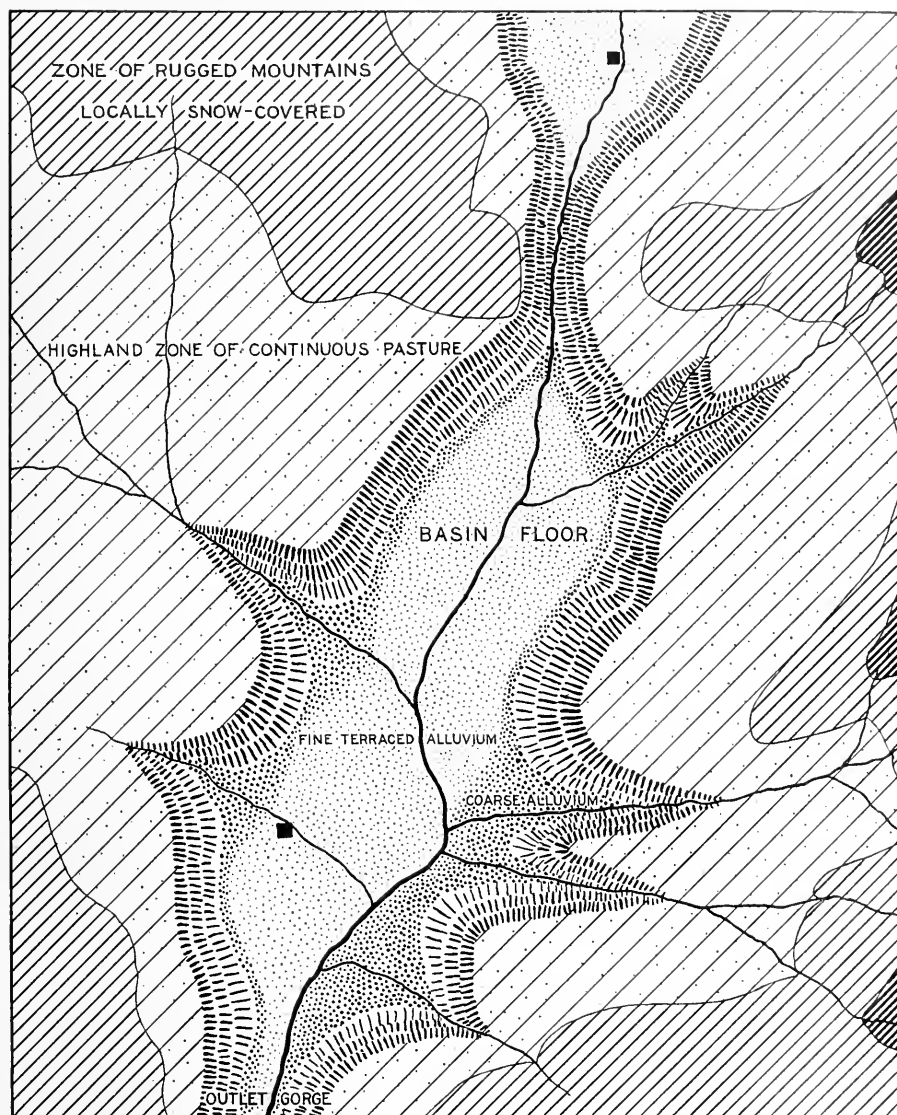 ZONE OF RUGGED MOUNTAINS
LOCALLY SNOW-COVERED
HIGHLAND ZONE OF CONTINUOUS PASTURE
BASIN FLOOR
FINE TERRACED ALLUVIUM
COARSE ALLUVIUM
OUTLET GORGE